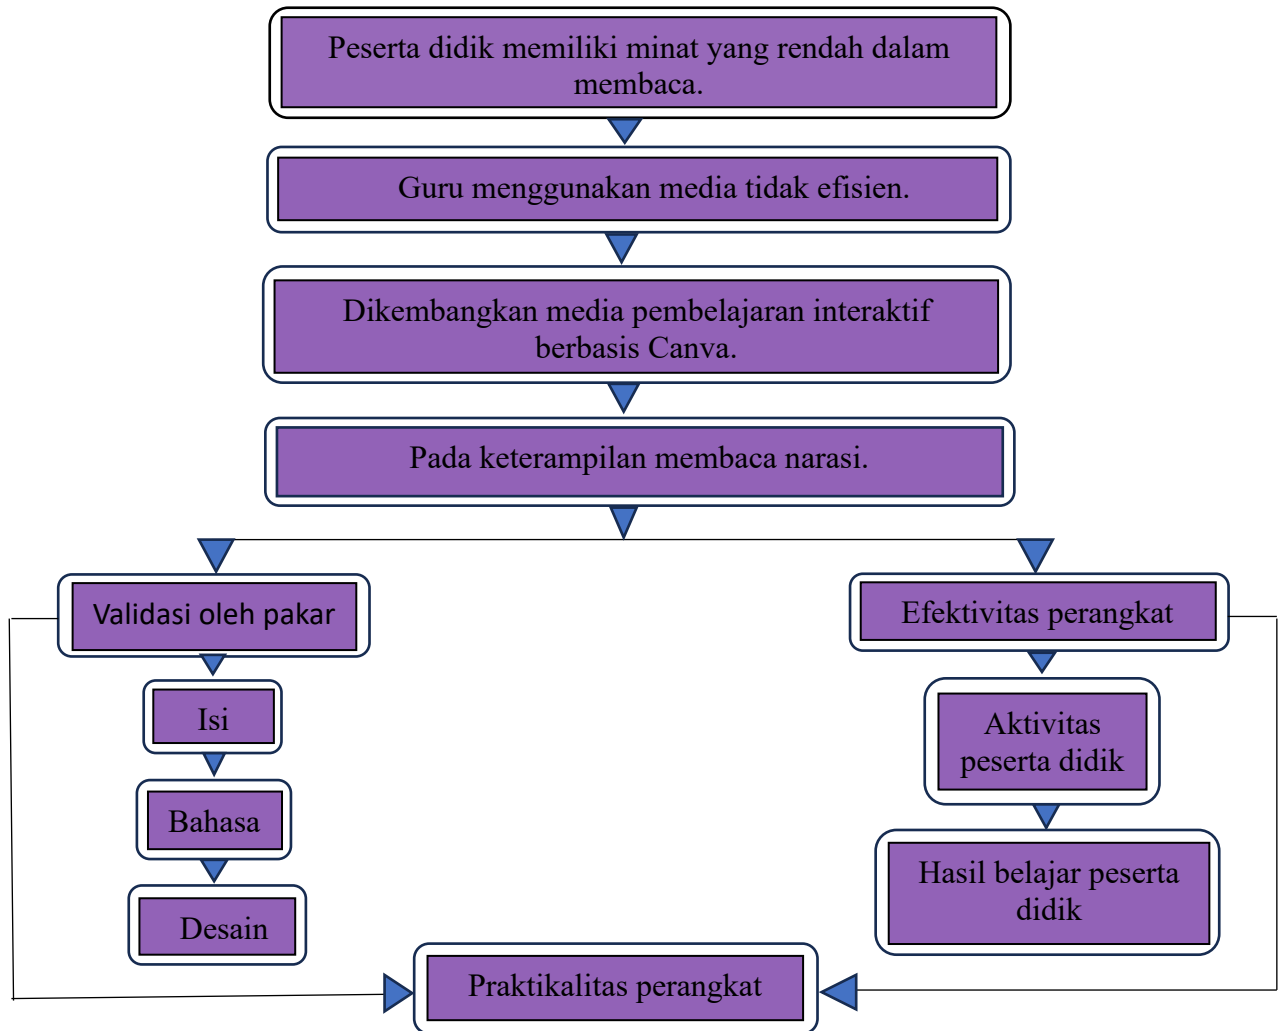 Peserta didik memiliki minat yang rendah dalam
membaca.
Guru menggunakan media tidak efisien.
Dikembangkan media pembelajaran interaktif
berbasis Canva.
Pada keterampilan membaca narasi.
Validasi oleh pakar
Isi
Bahasa
Desain
Efektivitas perangkat
Aktivitas
peserta didik
Hasil belajar peserta
didik
Praktikalitas perangkat